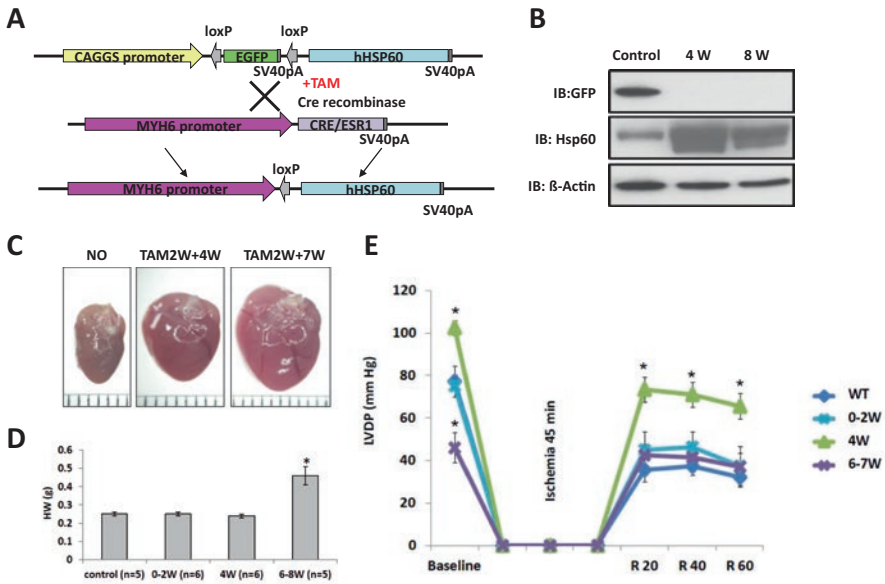 A
loxP
loxP
CAGGS promoter
EGFP
hHSP60
SV40pA
SV40pA
+TAM
Cre recombinase
MYH6 promoter
CRE/ESR1
SV40pA
loxP
MYH6 promoter
hHSP60
SV40pA
B
Control 4 W 8 W
IB:GFP
IB: Hsp60
IB: ß-Actin
C
NO TAM2W+4W TAM2W+7W
D
HW (g)
0.6
0.5
0.4
0.3
0.2
0.1
0
*
control (n=5) 0-2W (n=6) 4W (n=6) 6-8W (n=5)
E
LVDP (mm Hg)
120
100
80
60
40
20
0
*
*
* * *
Ischemia 45 min
Baseline R 20 R 40 R 60
WT
0-2W
4W
6-7W